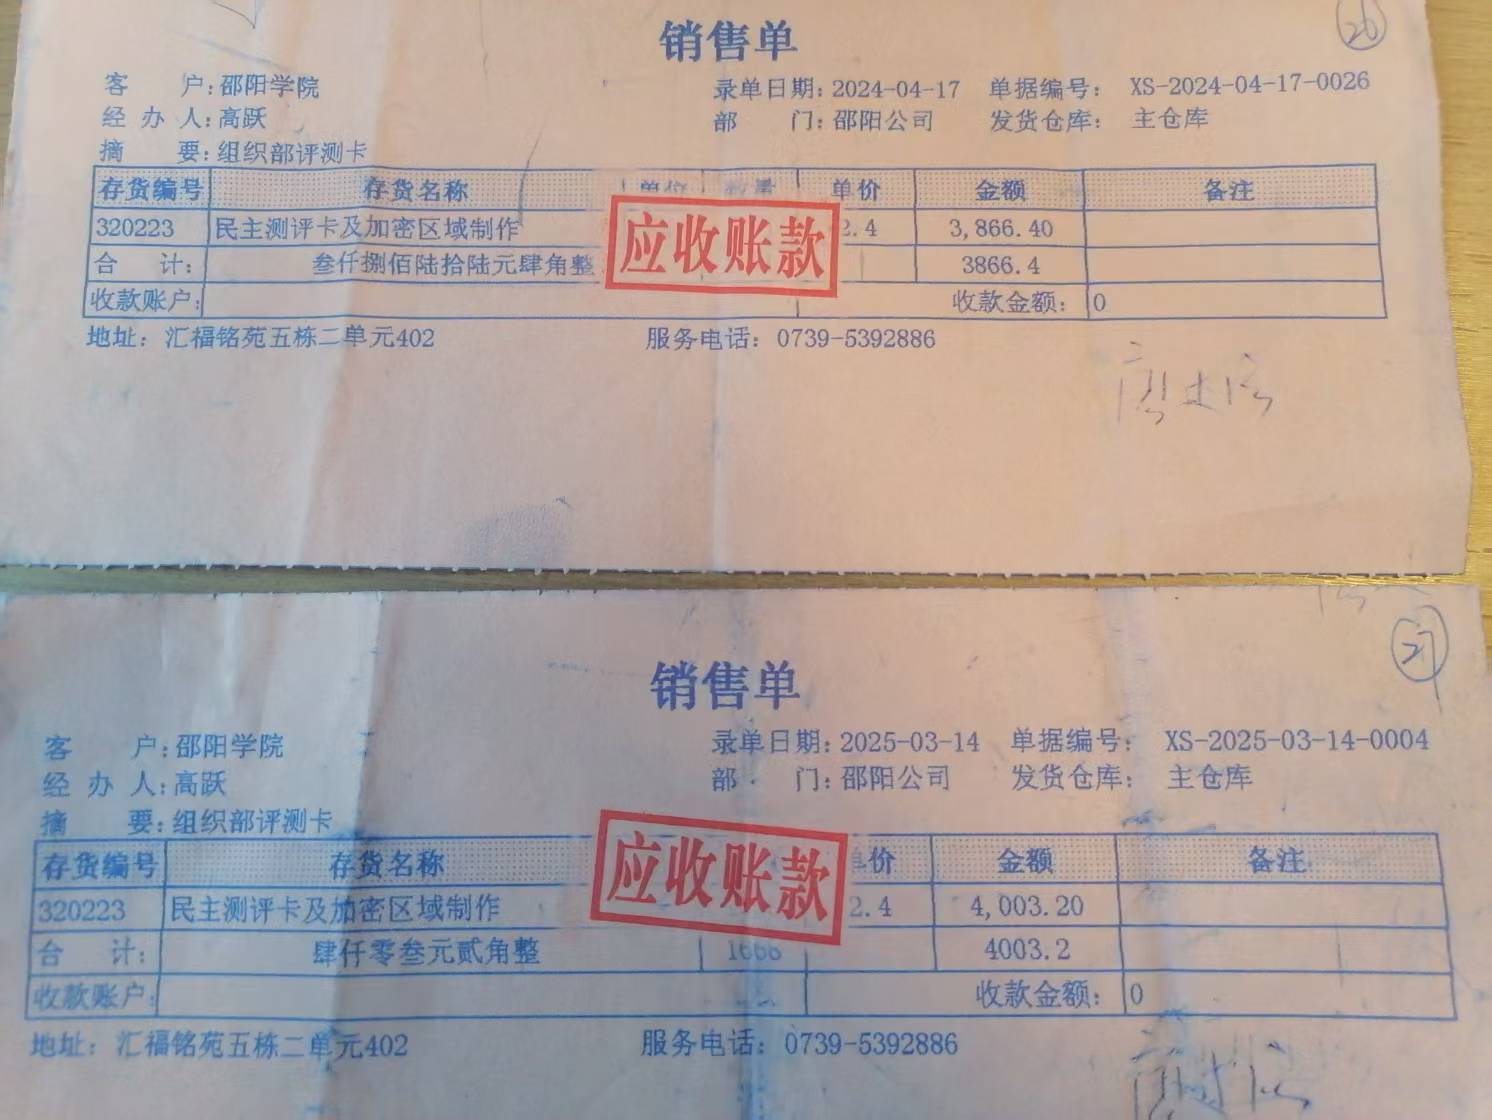 20
销售单
客 户:邵阳学院 录单日期:2024-04-17 单据编号: XS-2024-04-17-0026
经 办 人:高跃 部 门:邵阳公司 发货仓库: 主仓库
摘 要:组织部评测卡
存货编号 存货名称 单位 数量 单价 金额 备注
320223 民主测评卡及加密区域制作 2.4 3,866.40
应收账款
合 计: 叁仟捌佰陆拾陆元肆角整 3866.4
收款账户: 收款金额: 0
地址: 汇福铭苑五栋二单元402 服务电话: 0739-5392886
27
销售单
客 户:邵阳学院 录单日期:2025-03-14 单据编号: XS-2025-03-14-0004
经 办 人:高跃 部 门:邵阳公司 发货仓库: 主仓库
摘 要:组织部评测卡
存货编号 存货名称 单价 金额 备注
应收账款
320223 民主测评卡及加密区域制作 2.4 4,003.20
合 计: 肆仟零叁元贰角整 1668 4003.2
收款账户: 收款金额: 0
地址: 汇福铭苑五栋二单元402 服务电话: 0739-5392886